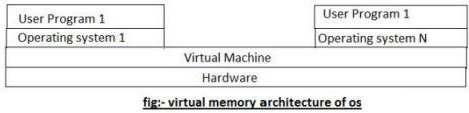 User Program 1
User Program 1
Operating system 1
Operating system N
Virtual Machine
Hardware
fig:- virtual memory architecture of os